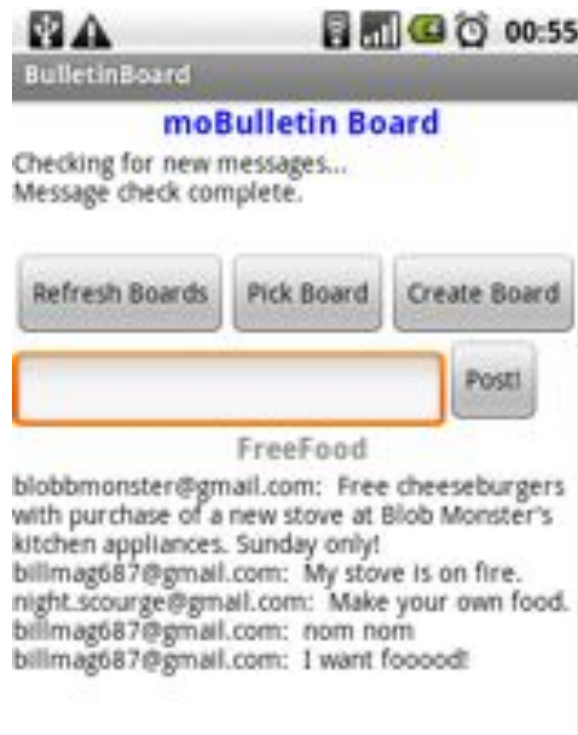 00:55
BulletinBoard
moBulletin Board
Checking for new messages...
Message check complete.
Refresh Boards Pick Board Create Board
Post!
FreeFood
blobbmonster@gmail.com: Free cheeseburgers
with purchase of a new stove at Blob Monster's
kitchen appliances. Sunday only!
billmag687@gmail.com: My stove is on fire.
night.scourge@gmail.com: Make your own food.
billmag687@gmail.com: nom nom
billmag687@gmail.com: I want fooood!